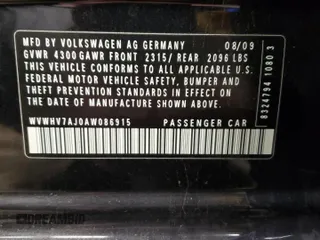 MFD BY VOLKSWAGEN AG GERMANY 08/09
GVWR 4300 GAWR FRONT 2315/ REAR 2096 LBS
THIS VEHICLE CONFORMS TO ALL APPLICABLE U.S.
FEDERAL MOTOR VEHICLE SAFETY, BUMPER, AND
THEFT PREVENTION STANDARDS IN EFFECT ON THE
DATE OF MANUFACTURE SHOWN ABOVE.
WVWHV7AJ0AW086915 PASSENGER CAR
8324794 1080 3
DREAMBID